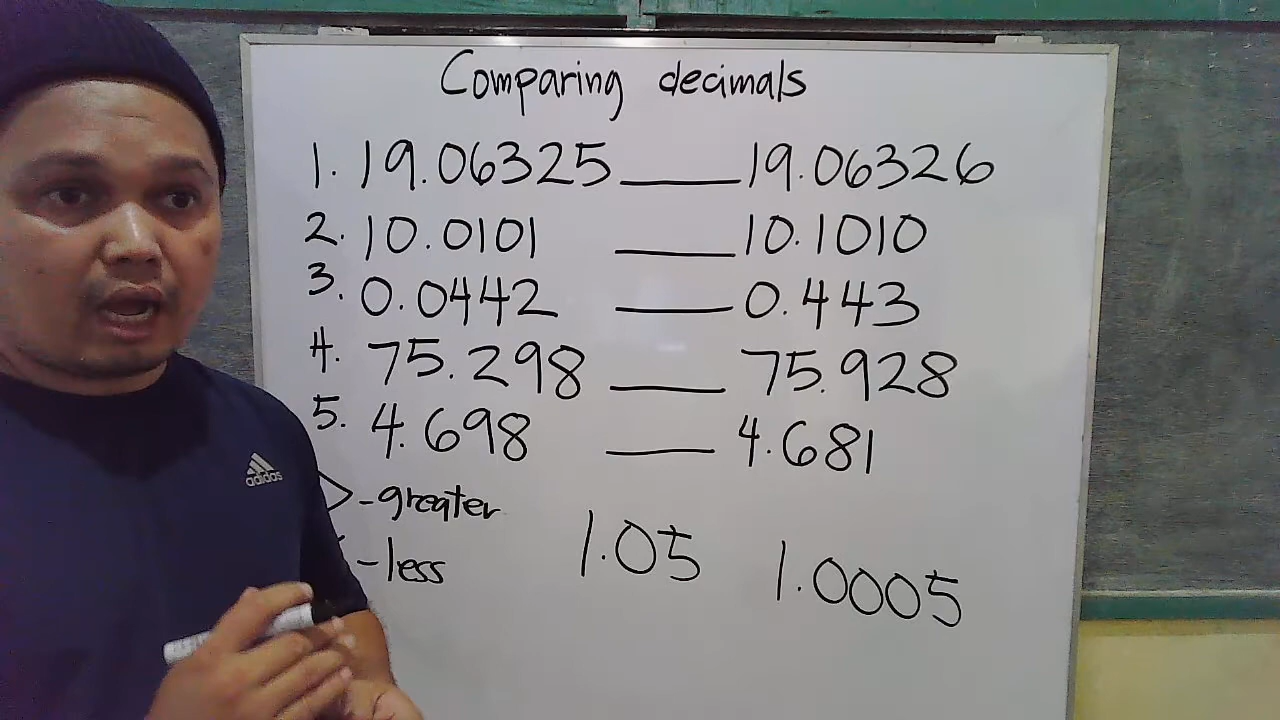 Comparing decimals
1. 19.06325 ____ 19.06326
2. 10.0101 ____ 10.1010
3. 0.0442 ____ 0.443
4. 75.298 ____ 75.928
5. 4.698 ____ 4.681
> - greater
< - less
1.05 1.0005
adidas